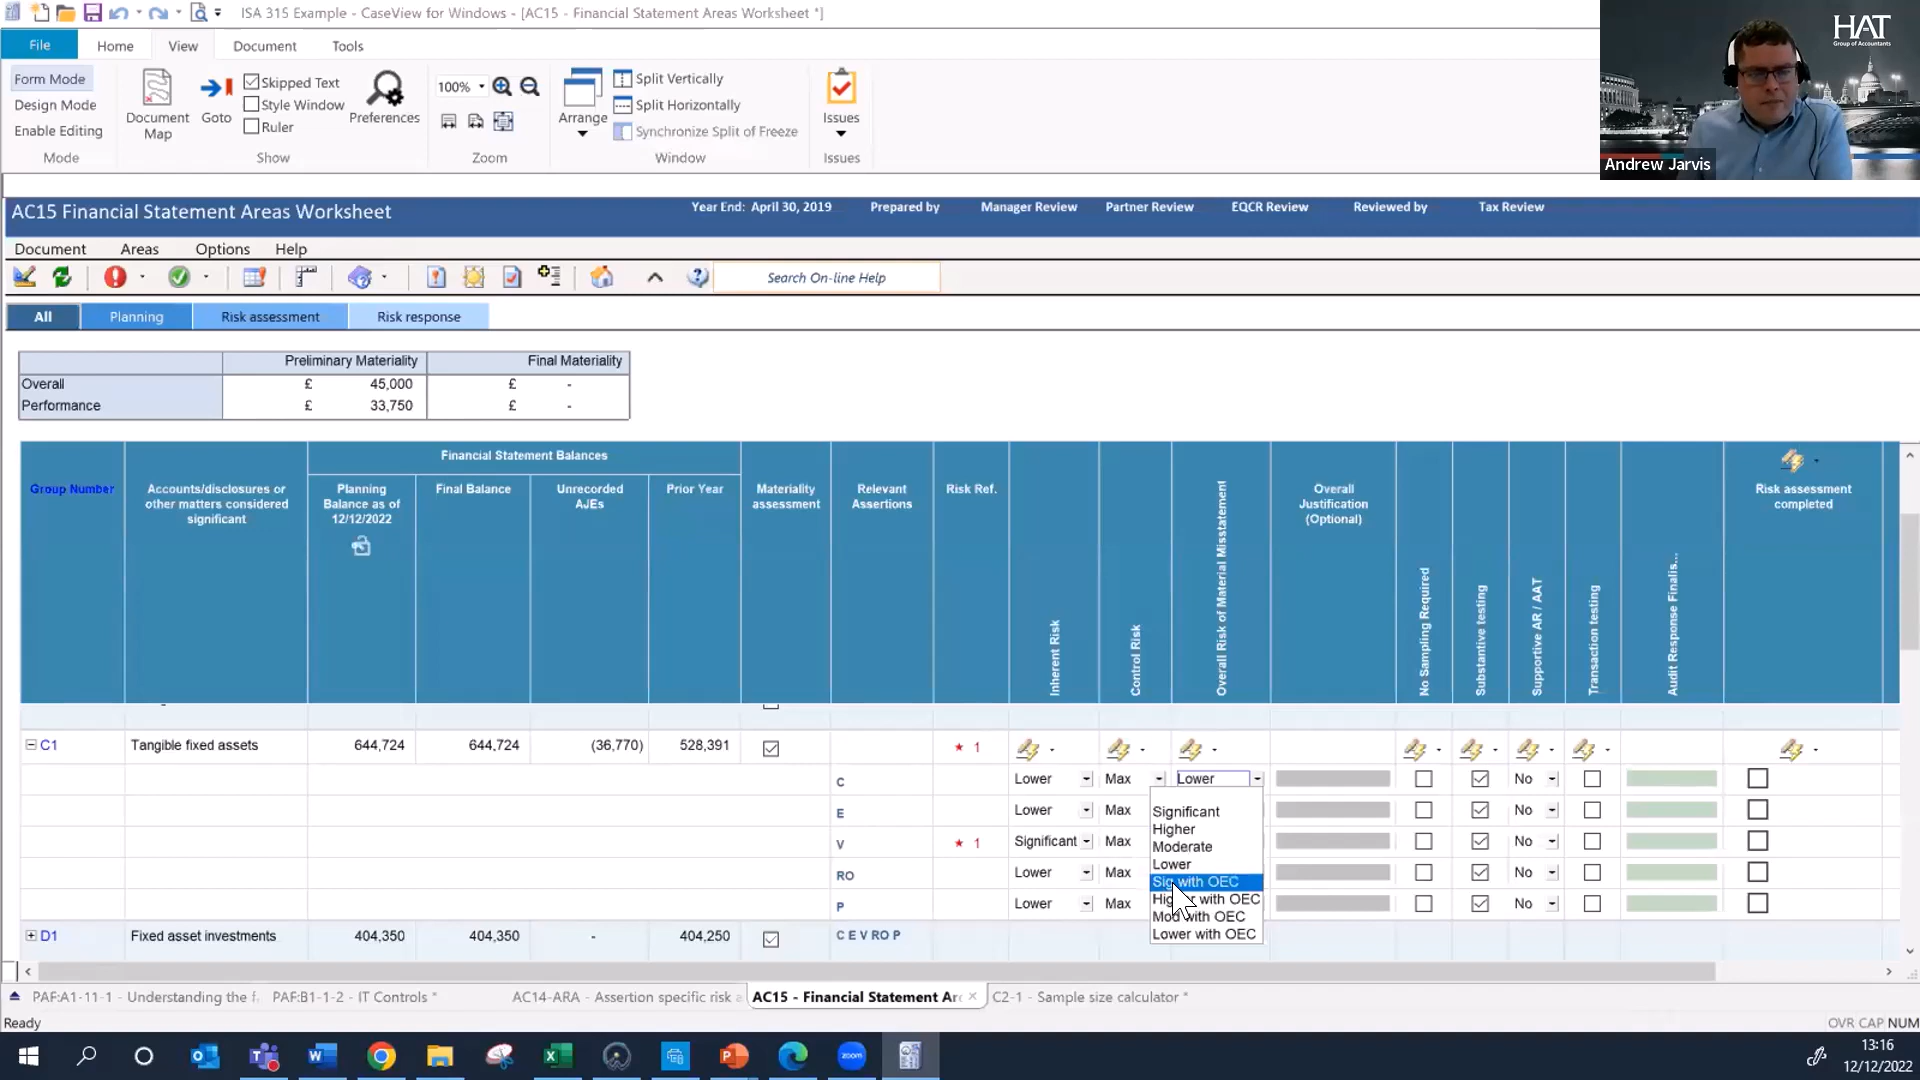 ISA 315 Example - CaseView for Windows - [AC15 - Financial Statement Areas Worksheet *]
File Home View Document Tools
Form Mode
Design Mode
Enable Editing
Mode
Document
Map
Goto
Skipped Text
Style Window
Ruler
Preferences
Show
100%
Zoom
Arrange
Split Vertically
Split Horizontally
Synchronize Split of Freeze
Window
Issues
Issues
HAT
Group of Accountants
Andrew Jarvis
AC15 Financial Statement Areas Worksheet
Year End: April 30, 2019 Prepared by Manager Review Partner Review EQCR Review Reviewed by Tax Review
Document Areas Options Help
Search On-line Help
All Planning Risk assessment Risk response
Preliminary Materiality Final Materiality
Overall £ 45,000 £ -
Performance £ 33,750 £ -
Group Number
Accounts/disclosures or
other matters considered
significant
Financial Statement Balances
Planning
Balance as of
12/12/2022
Final Balance
Unrecorded
AJEs
Prior Year
Materiality
assessment
Relevant
Assertions
Risk Ref.
Inherent Risk
Control Risk
Overall Risk of Material Misstatement
Overall
Justification
(Optional)
No Sampling Required
Substantive testing
Supportive AR / AAT
Transaction testing
Audit Response Finalis...
Risk assessment
completed
C1 Tangible fixed assets 644,724 644,724 (36,770) 528,391 1
C Lower Max Lower No
E Lower Max No
V 1 Significant Max No
RO Lower Max No
P Lower Max No
Significant
Higher
Moderate
Lower
Sig with OEC
Higher with OEC
Mod with OEC
Lower with OEC
D1 Fixed asset investments 404,350 404,350 - 404,250 C E V RO P
PAF:A1-11-1 - Understanding the f PAF:B1-1-2 - IT Controls * AC14-ARA - Assertion specific risk a AC15 - Financial Statement Ar C2-1 - Sample size calculator *
Ready
OVR CAP NUM
zoom
13:16
12/12/2022